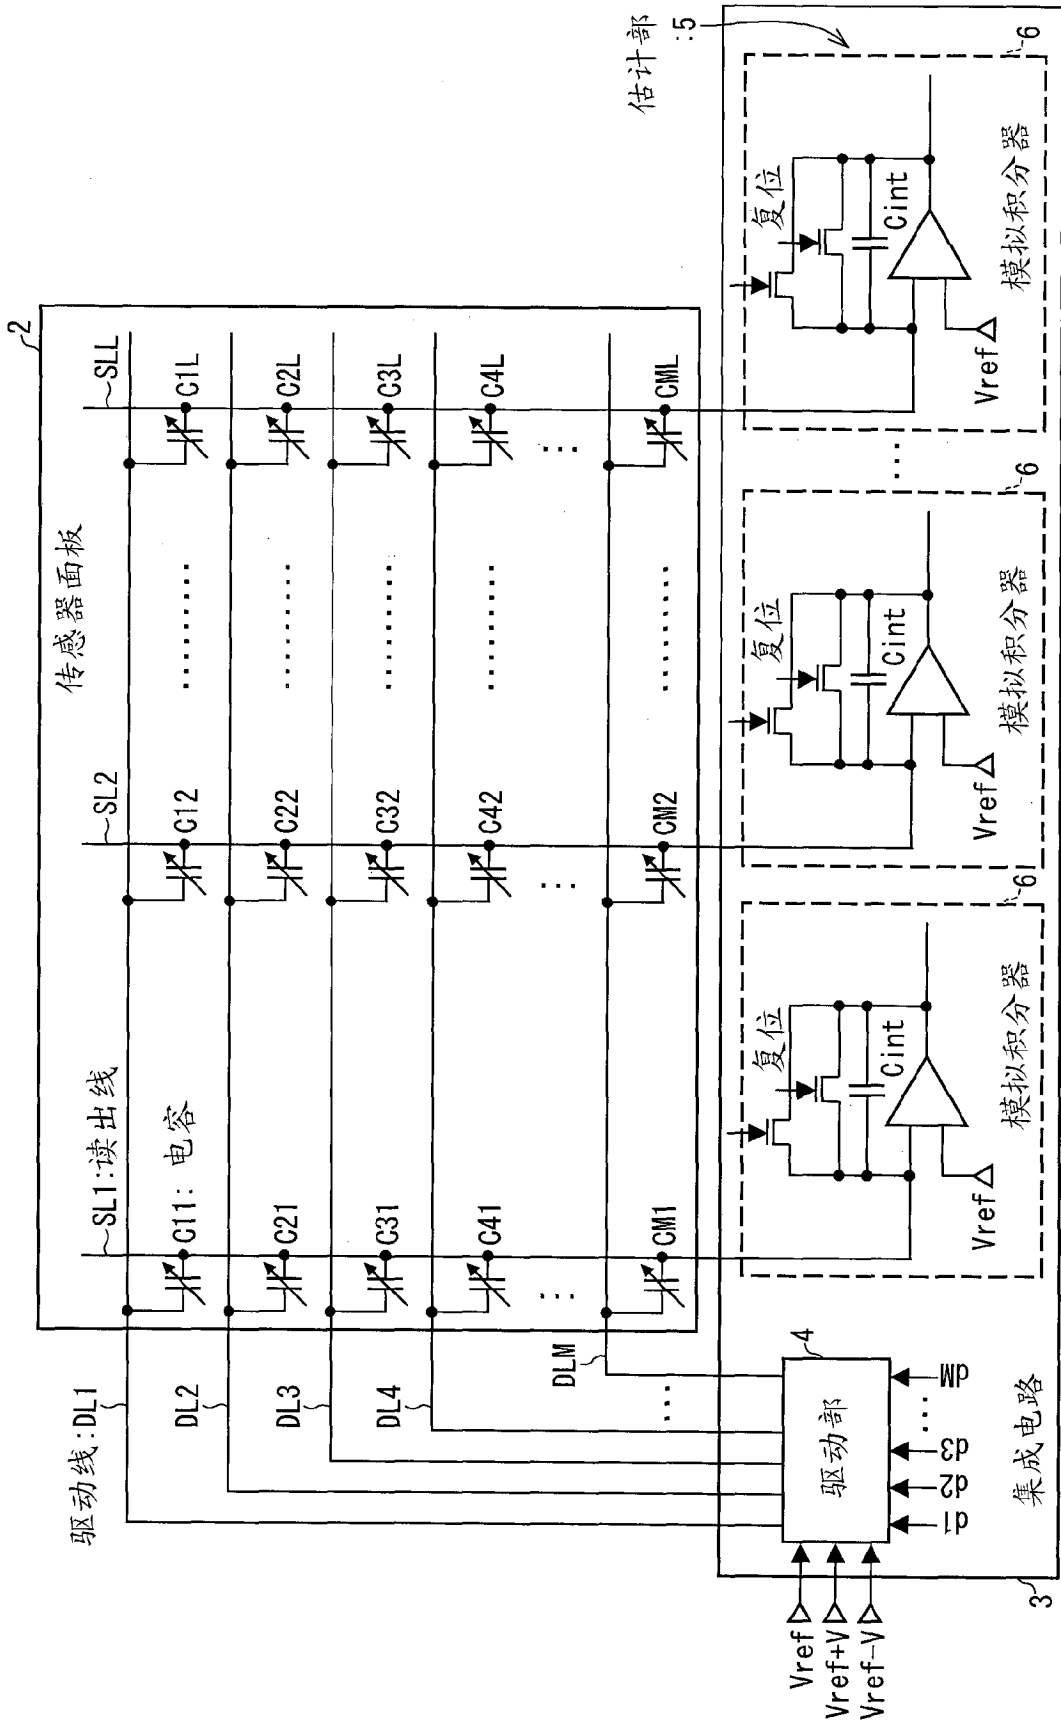 传感器面板
2
驱动线:DL1
DL2
DL3
DL4
DLM
SL1:读出线
SL2
SLL
C11: 电容
C12
C1L
C21
C22
C2L
C31
C32
C3L
C41
C42
C4L
CM1
CM2
CML
Vref
Vref+V
Vref-V
驱动部
4
d1
d2
d3
dM
集成电路
3
估计部
:5
复位
Cint
Vref
模拟积分器
6
复位
Cint
Vref
模拟积分器
6
复位
Cint
Vref
模拟积分器
6